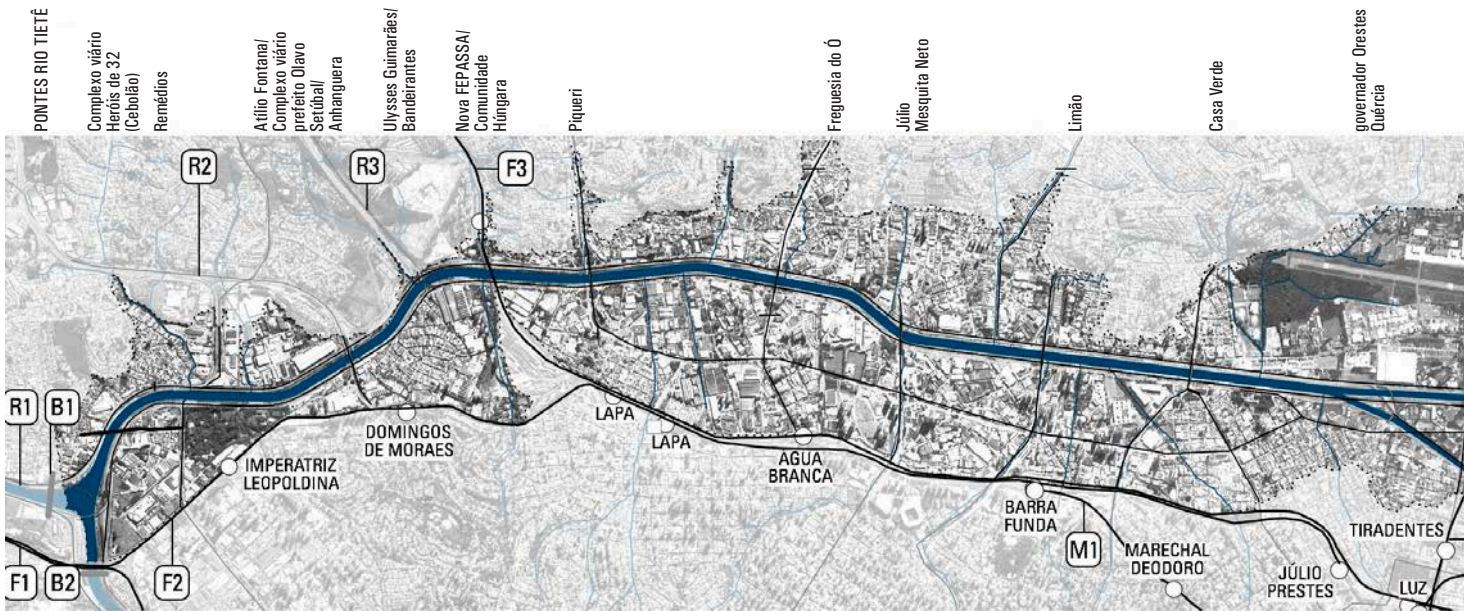 PONTES RIO TIETÊ
Complexo viário
Heróis de 32
(Cebolão)
Remédios
Atílio Fontana/
Complexo viário
prefeito Olavo
Setúbal/
Anhanguera
Ulysses Guimarães/
Bandeirantes
Nova FEPASSA/
Comunidade
Húngara
Piqueri
Freguesia do Ó
Júlio
Mesquita Neto
Limão
Casa Verde
governador Orestes
Quércia
R2
R3
F3
R1
B1
LAPA
LAPA
DOMINGOS
DE MORAES
IMPERATRIZ
LEOPOLDINA
AGUA
BRANCA
BARRA
FUNDA
M1
MARECHAL
DEODORO
TIRADENTES
JÚLIO
PRESTES
LUZ
F1
B2
F2